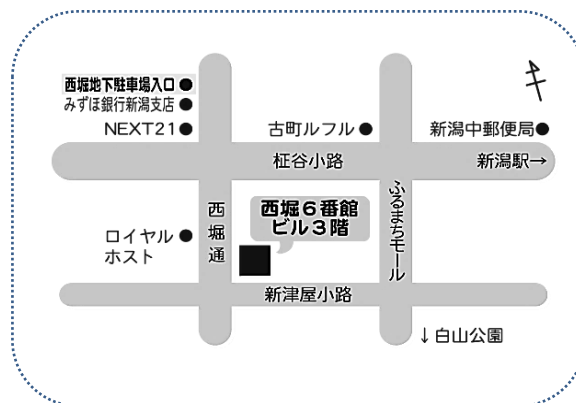 西堀地下駐車場入口●
みずほ銀行新潟支店●
NEXT21●
古町ルフル●
新潟中郵便局●
柾谷小路
新潟駅→
西堀通
西堀6番館
ビル3階
ふるまちモール
ロイヤル●
ホスト
新津屋小路
↓白山公園